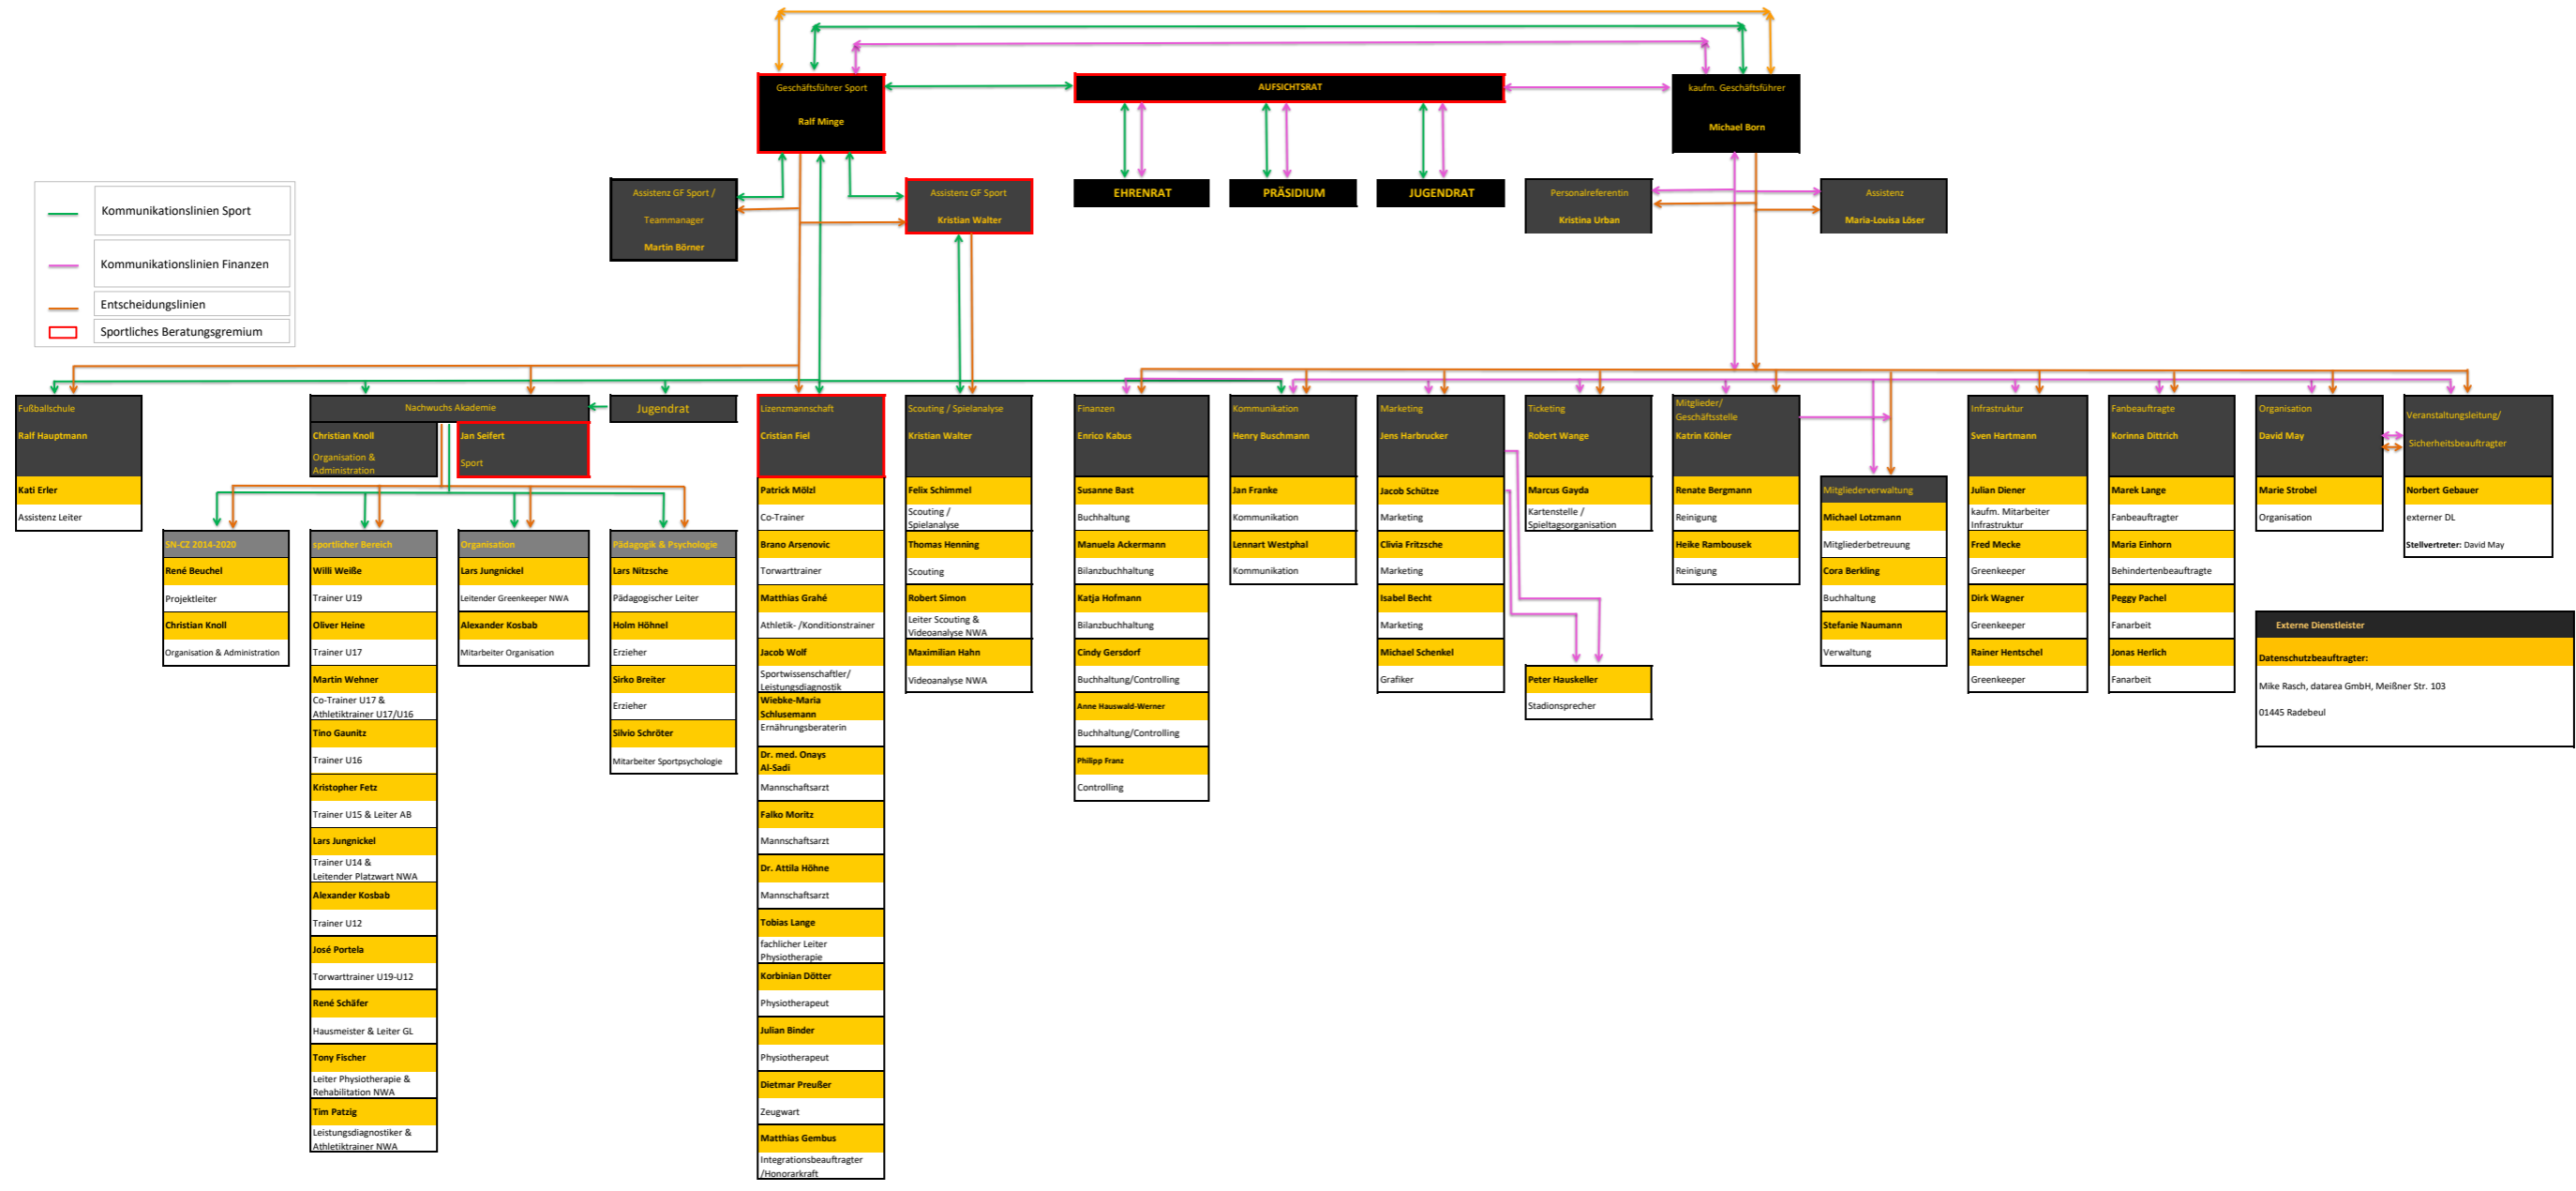 Geschäftsführer Sport
Ralf Minge
AUFSICHTSRAT
kaufm. Geschäftsführer
Michael Born
Kommunikationslinien Sport
Kommunikationslinien Finanzen
Entscheidungslinien
Sportliches Beratungsgremium
Assistenz GF Sport /
Teammanager
Martin Börner
Assistenz GF Sport
Kristian Walter
EHRENRAT
PRÄSIDIUM
JUGENDRAT
Personalreferentin
Kristina Urban
Assistenz
Maria-Louisa Löser
Fußballschule
Ralf Hauptmann
Kati Erler
Assistenz Leiter
Nachwuchs Akademie
Christian Knoll
Organisation &
Administration
Jan Seifert
Sport
Jugendrat
SN-CZ 2014-2020
René Beuchel
Projektleiter
Christian Knoll
Organisation & Administration
sportlicher Bereich
Willi Weiße
Trainer U19
Oliver Heine
Trainer U17
Martin Wehner
Co-Trainer U17 &
Athletiktrainer U17/U16
Tino Gaunitz
Trainer U16
Kristopher Fetz
Trainer U15 & Leiter AB
Lars Jungnickel
Trainer U14 &
Leitender Platzwart NWA
Alexander Kosbab
Trainer U12
José Portela
Torwarttrainer U19-U12
René Schäfer
Hausmeister & Leiter GL
Tony Fischer
Leiter Physiotherapie &
Rehabilitation NWA
Tim Patzig
Leistungsdiagnostiker &
Athletiktrainer NWA
Organisation
Lars Jungnickel
Leitender Greenkeeper NWA
Alexander Kosbab
Mitarbeiter Organisation
Pädagogik & Psychologie
Lars Nitzsche
Pädagogischer Leiter
Holm Höhnel
Erzieher
Sirko Breiter
Erzieher
Silvio Schröter
Mitarbeiter Sportpsychologie
Lizenzmannschaft
Cristian Fiel
Patrick Mölzl
Co-Trainer
Brano Arsenovic
Torwarttrainer
Matthias Grahé
Athletik- /Konditionstrainer
Jacob Wolf
Sportwissenschaftler/
Leistungsdiagnostik
Wiebke-Maria
Schlusemann
Ernährungsberaterin
Dr. med. Onays
Al-Sadi
Mannschaftsarzt
Falko Moritz
Mannschaftsarzt
Dr. Attila Höhne
Mannschaftsarzt
Tobias Lange
fachlicher Leiter
Physiotherapie
Korbinian Dötter
Physiotherapeut
Julian Binder
Physiotherapeut
Dietmar Preußer
Zeugwart
Matthias Gembus
Integrationsbeauftragter
/Honorarkraft
Scouting / Spielanalyse
Kristian Walter
Felix Schimmel
Scouting /
Spielanalyse
Thomas Henning
Scouting
Robert Simon
Leiter Scouting &
Videoanalyse NWA
Maximilian Hahn
Videoanalyse NWA
Finanzen
Enrico Kabus
Susanne Bast
Buchhaltung
Manuela Ackermann
Bilanzbuchhaltung
Katja Hofmann
Bilanzbuchhaltung
Cindy Gersdorf
Buchhaltung/Controlling
Anne Hauswald-Werner
Buchhaltung/Controlling
Philipp Franz
Controlling
Kommunikation
Henry Buschmann
Jan Franke
Kommunikation
Lennart Westphal
Kommunikation
Marketing
Jens Harbrucker
Jacob Schütze
Marketing
Clivia Fritzsche
Marketing
Isabel Becht
Marketing
Michael Schenkel
Grafiker
Ticketing
Robert Wange
Marcus Gayda
Kartenstelle /
Spieltagsorganisation
Peter Hauskeller
Stadionsprecher
Mitglieder/
Geschäftsstelle
Katrin Köhler
Renate Bergmann
Reinigung
Heike Rambousek
Reinigung
Mitgliederverwaltung
Michael Lotzmann
Mitgliederbetreuung
Cora Berkling
Buchhaltung
Stefanie Naumann
Verwaltung
Infrastruktur
Sven Hartmann
Julian Diener
kaufm. Mitarbeiter
Infrastruktur
Fred Mecke
Greenkeeper
Dirk Wagner
Greenkeeper
Rainer Hentschel
Greenkeeper
Fanbeauftragte
Korinna Dittrich
Marek Lange
Fanbeauftragter
Maria Einhorn
Behindertenbeauftragte
Peggy Pachel
Fanarbeit
Jonas Herlich
Fanarbeit
Organisation
David May
Marie Strobel
Organisation
Veranstaltungsleitung/
Sicherheitsbeauftragter
Norbert Gebauer
externer DL
Stellvertreter: David May
Externe Dienstleister
Datenschutzbeauftragter:
Mike Rasch, datarea GmbH, Meißner Str. 103
01445 Radebeul